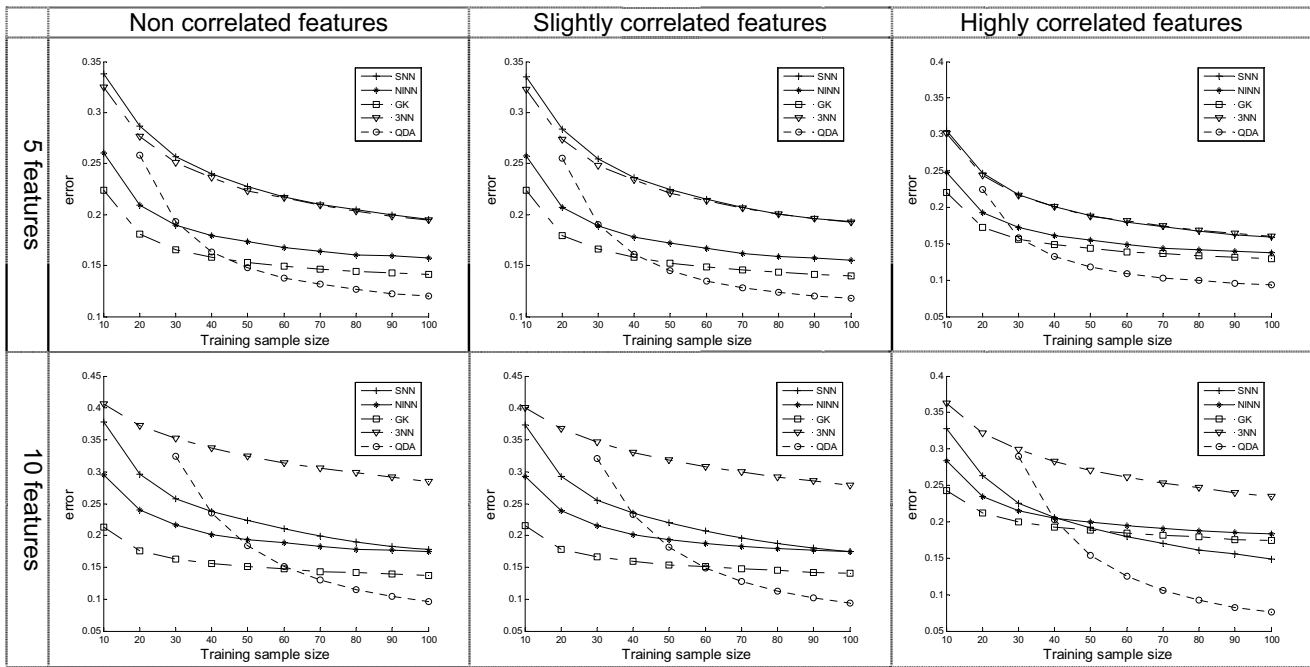 Non correlated features
Slightly correlated features
Highly correlated features
5 features
0.35
0.3
0.25
0.2
0.15
0.1
error
10 20 30 40 50 60 70 80 90 100
Training sample size
SNN
NINN
GK
3NN
QDA
0.35
0.3
0.25
0.2
0.15
0.1
error
10 20 30 40 50 60 70 80 90 100
Training sample size
SNN
NINN
GK
3NN
QDA
0.4
0.35
0.3
0.25
0.2
0.15
0.1
0.05
error
10 20 30 40 50 60 70 80 90 100
Training sample size
SNN
NINN
GK
3NN
QDA
10 features
0.45
0.4
0.35
0.3
0.25
0.2
0.15
0.1
0.05
error
10 20 30 40 50 60 70 80 90 100
Training sample size
SNN
NINN
GK
3NN
QDA
0.45
0.4
0.35
0.3
0.25
0.2
0.15
0.1
0.05
error
10 20 30 40 50 60 70 80 90 100
Training sample size
SNN
NINN
GK
3NN
QDA
0.4
0.35
0.3
0.25
0.2
0.15
0.1
0.05
error
10 20 30 40 50 60 70 80 90 100
Training sample size
SNN
NINN
GK
3NN
QDA